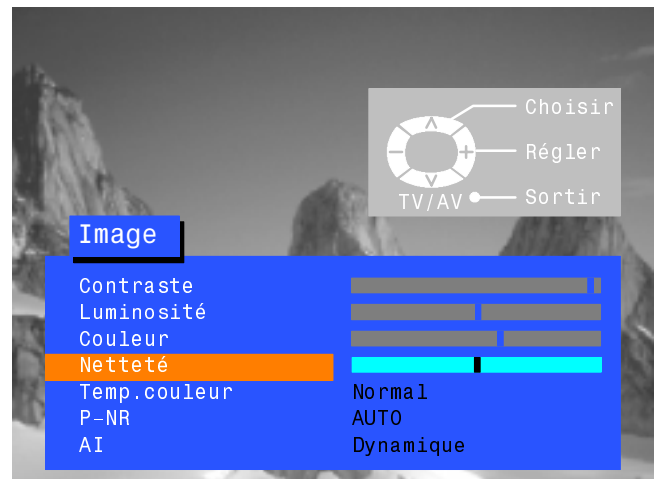 Choisir
Régler
TV/AV Sortir
Image
Contraste
Luminosité
Couleur
Netteté
Temp.couleur Normal
P-NR AUTO
AI Dynamique